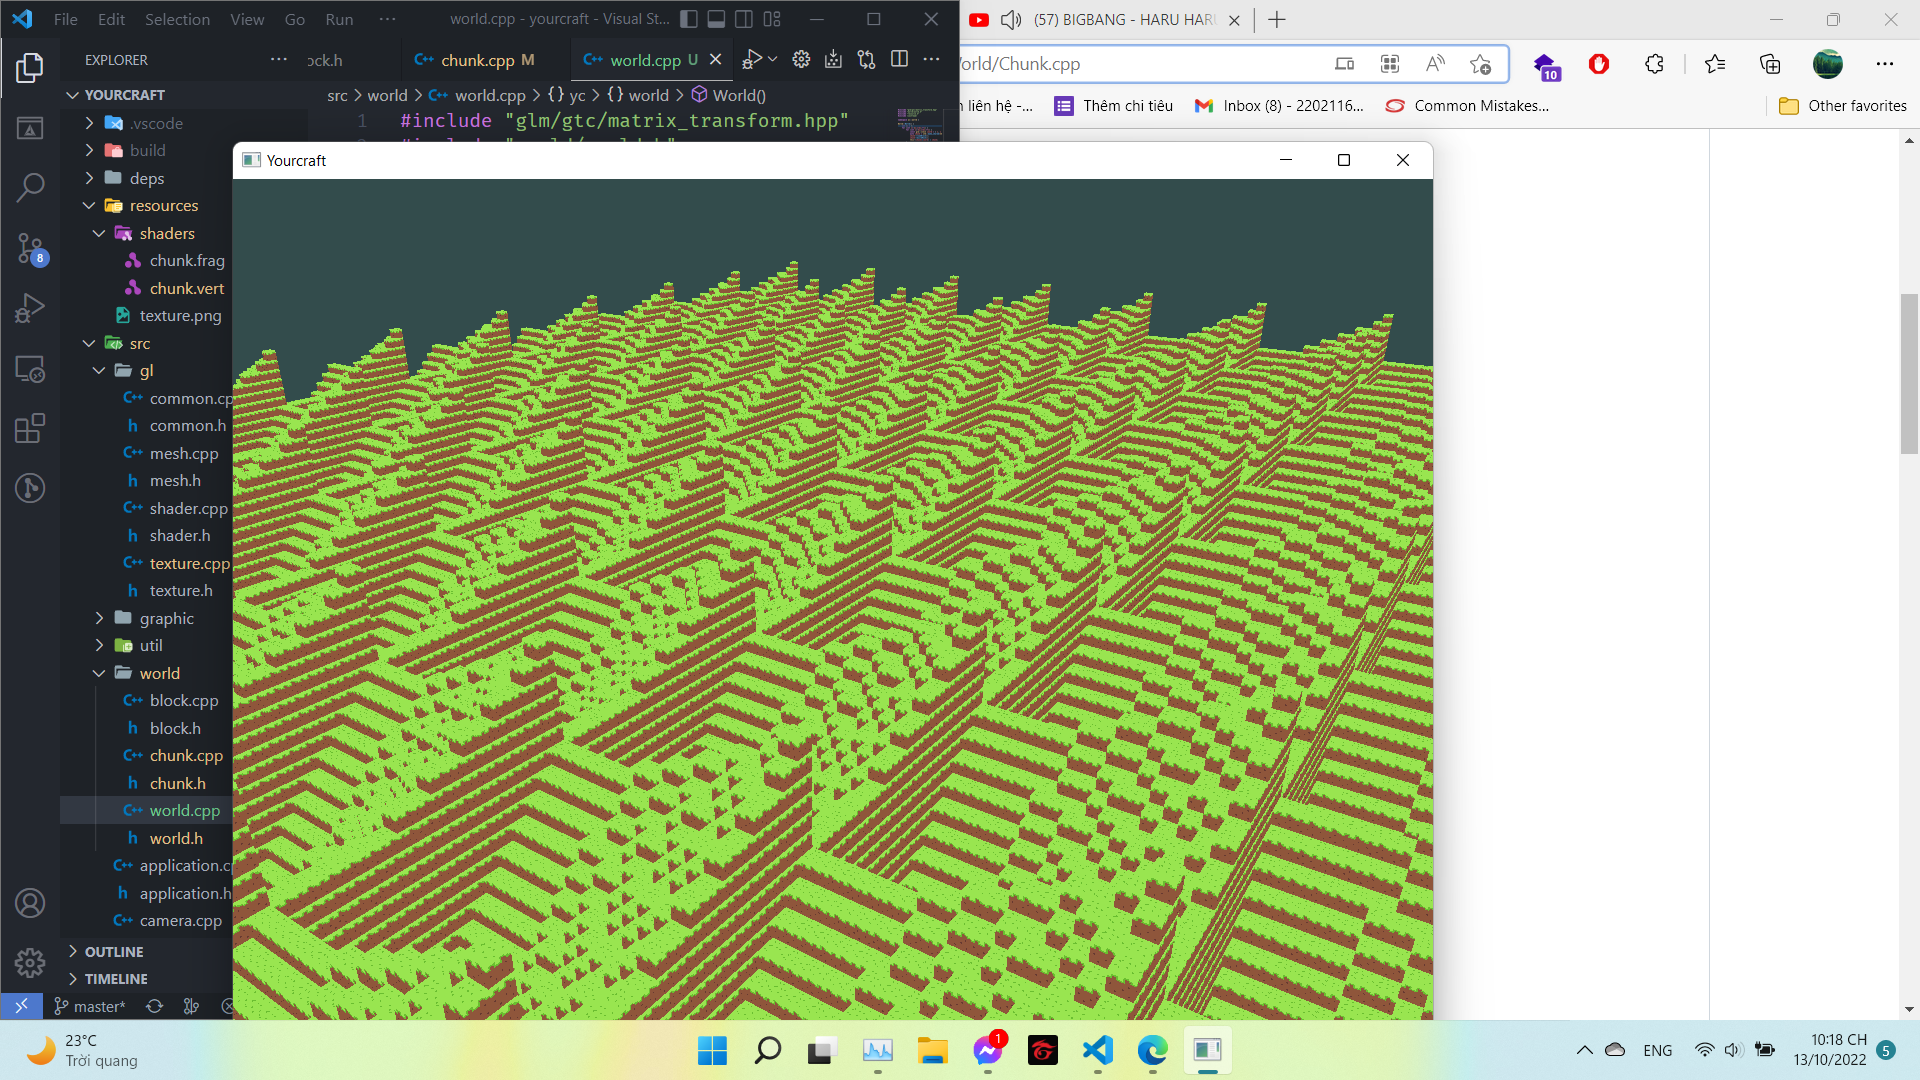 File Edit Selection View Go Run ··· world.cpp - yourcraft - Visual St...
(57) BIGBANG - HARU HAR
EXPLORER ···
ock.h chunk.cpp M world.cpp U
orld/Chunk.cpp
10
YOURCRAFT
src > world > world.cpp > {} yc > {} world > World()
n liên hệ -... Thêm chi tiêu Inbox (8) - 2202116... Common Mistakes... Other favorites
1 #include "glm/gtc/matrix_transform.hpp"
Yourcraft
.vscode
build
deps
resources
shaders
chunk.frag
chunk.vert
texture.png
src
gl
common.cp
common.h
mesh.cpp
mesh.h
shader.cpp
shader.h
texture.cpp
texture.h
graphic
util
world
block.cpp
block.h
chunk.cpp
chunk.h
world.cpp
world.h
application.c
application.h
camera.cpp
8
OUTLINE
TIMELINE
master*
23°C
Trời quang
1
ENG
10:18 CH
13/10/2022
5